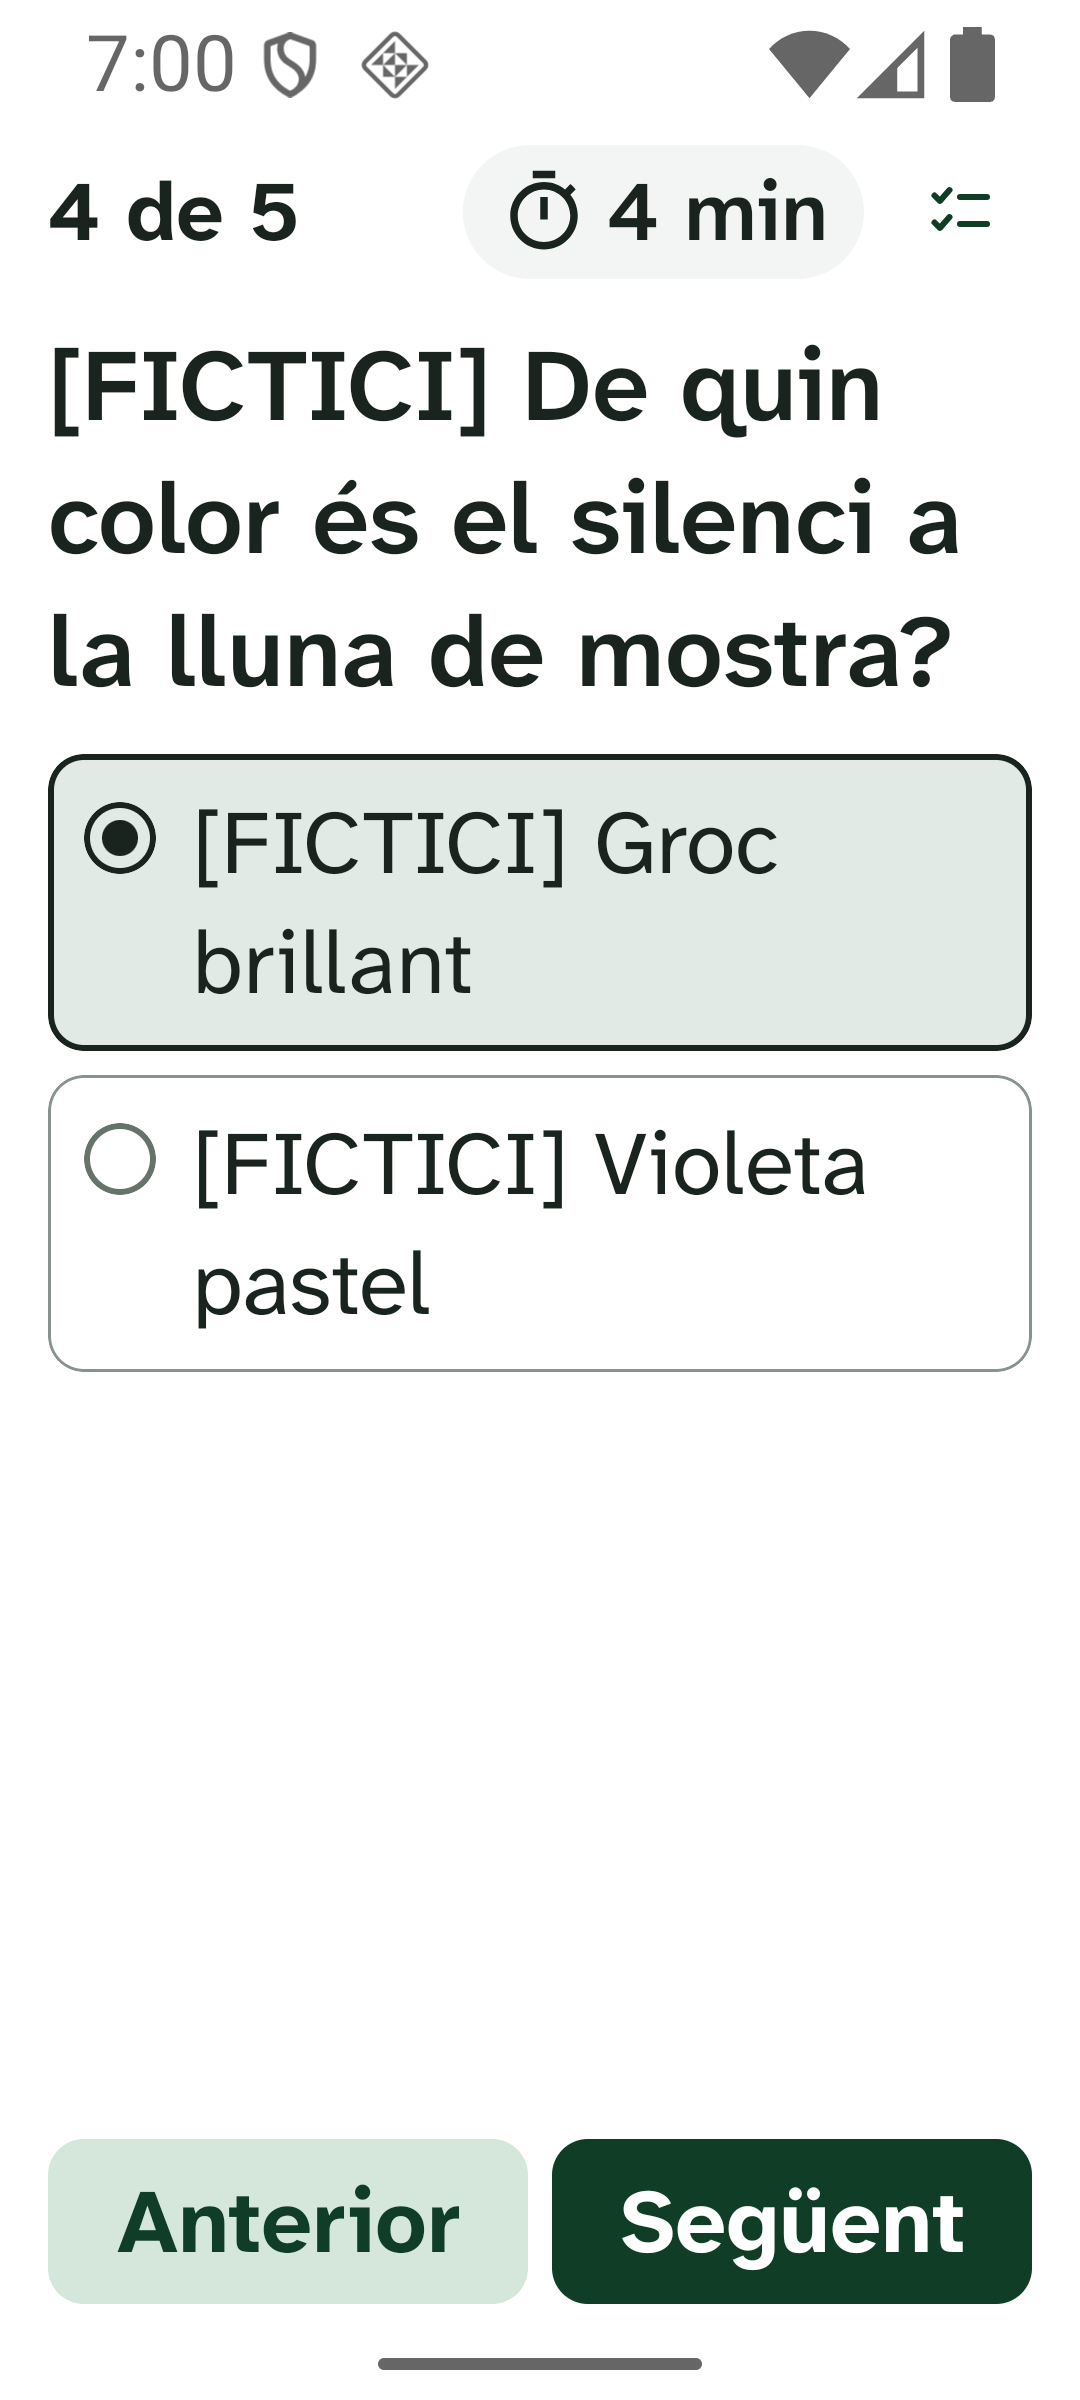 7:00
4 de 5
4 min
[FICTICI] De quin
color és el silenci a
la lluna de mostra?
[FICTICI] Groc
brillant
[FICTICI] Violeta
pastel
Anterior
Següent